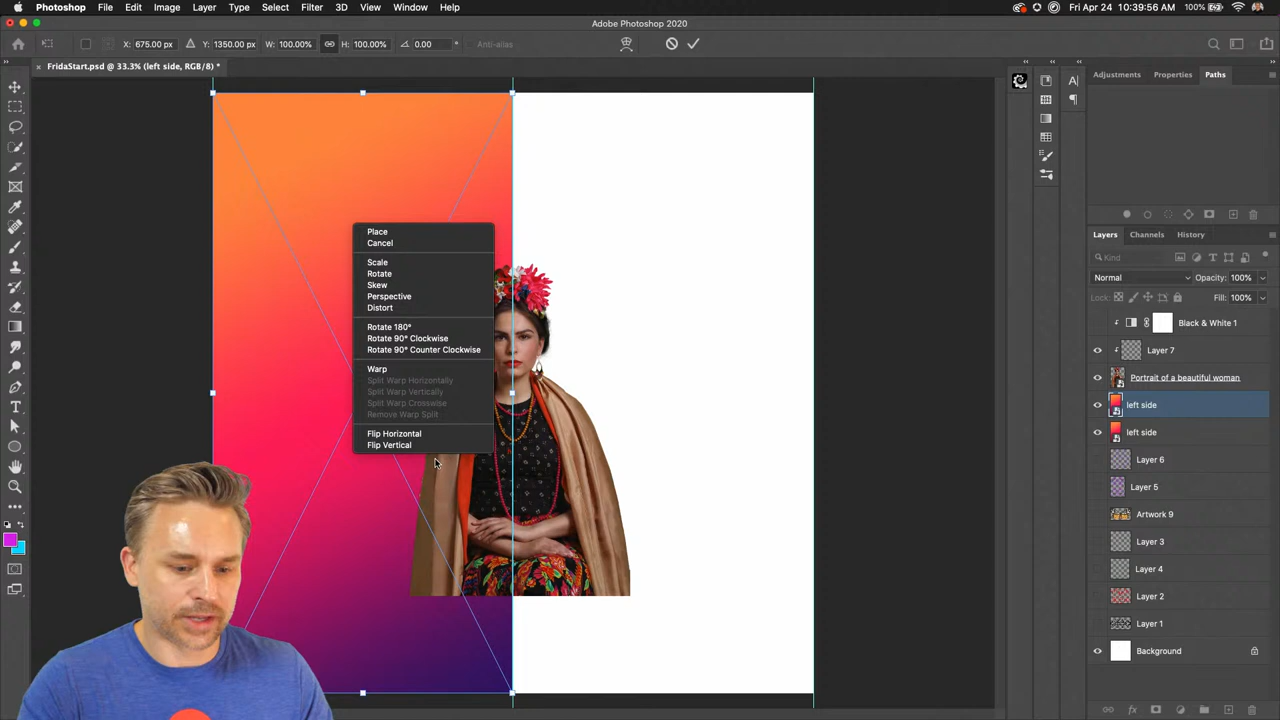 Photoshop File Edit Image Layer Type Select Filter 3D View Window Help 100% Fri Apr 24 10:39:56 AM
Adobe Photoshop 2020
X: 675.00 px Y: 1350.00 px W: 100.00% H: 100.00% 0.00 ° Anti-alias
× FridaStart.psd @ 33.3% (left side, RGB/8) *
Adjustments Properties Paths
Place
Cancel
Scale
Rotate
Skew
Perspective
Distort
Rotate 180°
Rotate 90° Clockwise
Rotate 90° Counter Clockwise
Warp
Split Warp Horizontally
Split Warp Vertically
Split Warp Crosswise
Remove Warp Split
Flip Horizontal
Flip Vertical
Layers Channels History
Kind
Normal Opacity: 100%
Lock: Fill: 100%
Black & White 1
Layer 7
Portrait of a beautiful woman
left side
left side
Layer 6
Layer 5
Artwork 9
Layer 3
Layer 4
Layer 2
Layer 1
Background